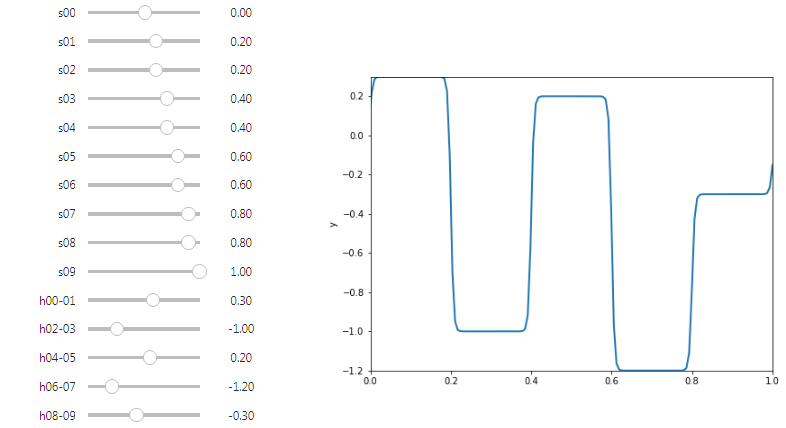 s00 0.00
s01 0.20
s02 0.20
s03 0.40
s04 0.40
s05 0.60
s06 0.60
s07 0.80
s08 0.80
s09 1.00
h00-01 0.30
h02-03 -1.00
h04-05 0.20
h06-07 -1.20
h08-09 -0.30
0.2
0.0
−0.2
−0.4
y
−0.6
−0.8
−1.0
−1.2
0.0 0.2 0.4 0.6 0.8 1.0